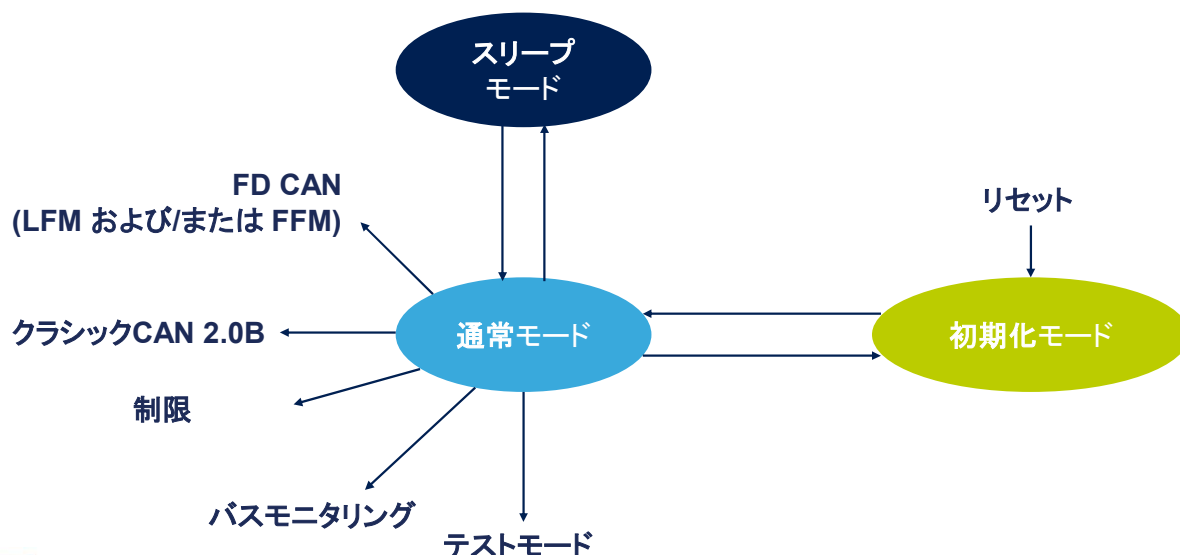 スリープ
モード
FD CAN
(LFM および/または FFM)
リセット
クラシックCAN 2.0B
通常モード
初期化モード
制限
バスモニタリング
テストモード